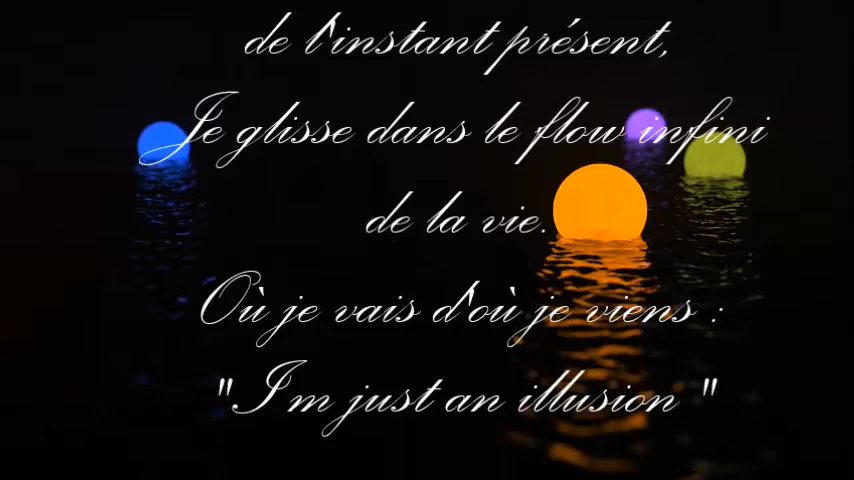 de l'instant présent,
Je glisse dans le flow infini
de la vie.
Où je vais d'où je viens :
"I'm just an illusion "